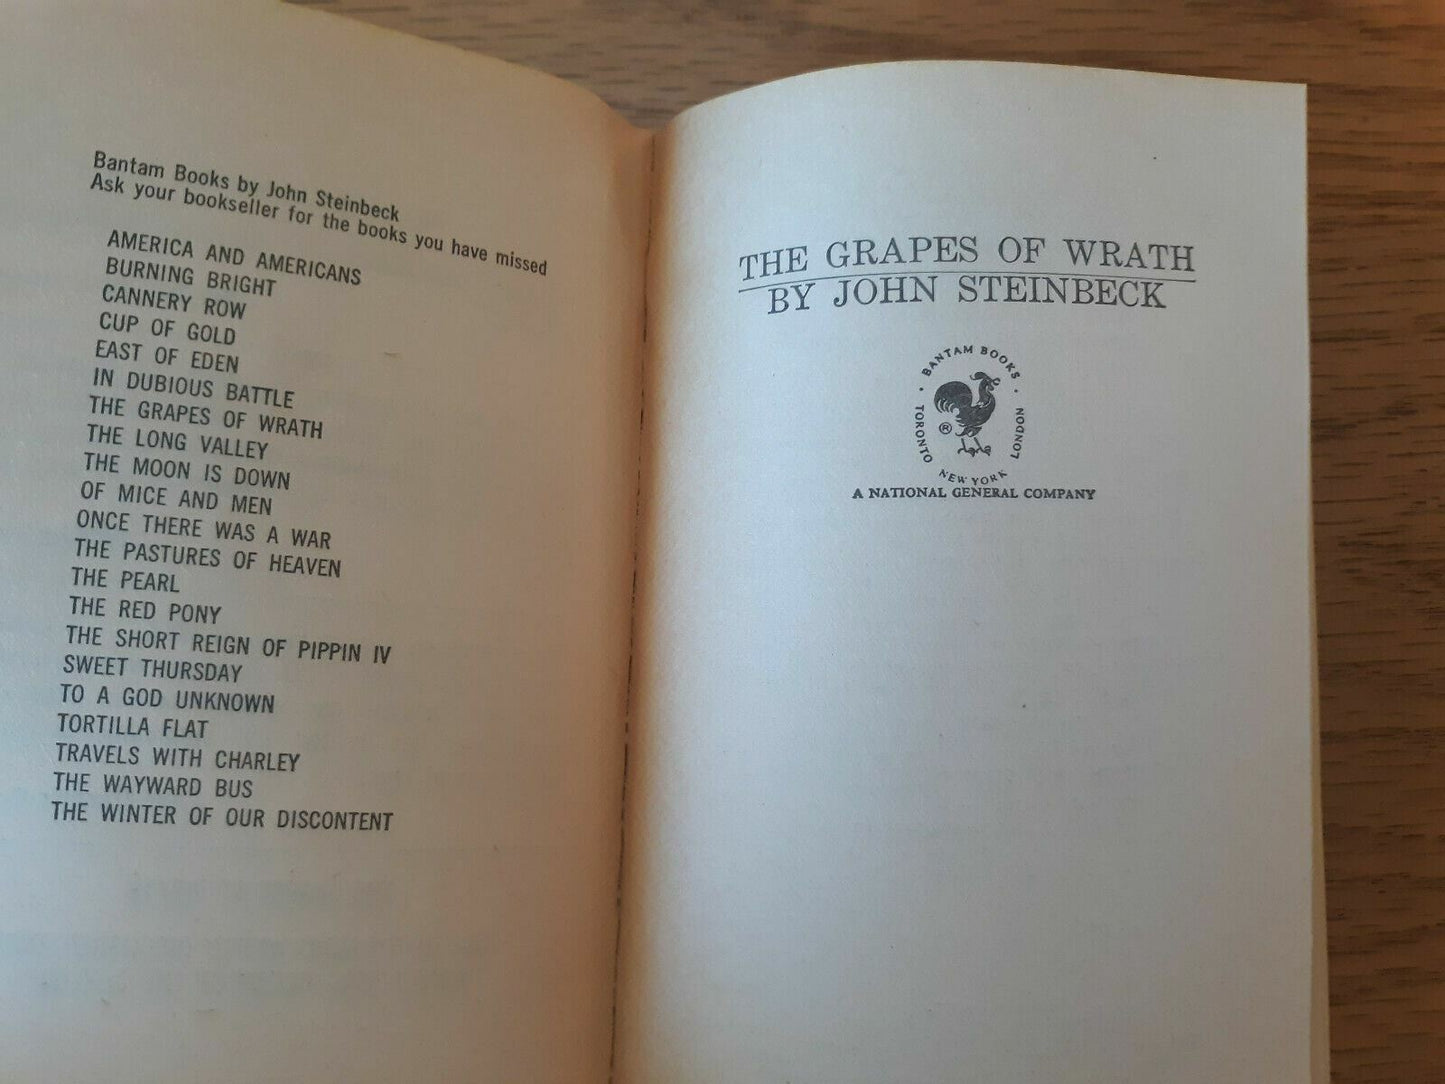 Bantam Books by John Steinbeck
Ask your bookseller for the books you have missed
AMERICA AND AMERICANS
BURNING BRIGHT
CANNERY ROW
CUP OF GOLD
EAST OF EDEN
IN DUBIOUS BATTLE
THE GRAPES OF WRATH
THE LONG VALLEY
THE MOON IS DOWN
OF MICE AND MEN
ONCE THERE WAS A WAR
THE PASTURES OF HEAVEN
THE PEARL
THE RED PONY
THE SHORT REIGN OF PIPPIN IV
SWEET THURSDAY
TO A GOD UNKNOWN
TORTILLA FLAT
TRAVELS WITH CHARLEY
THE WAYWARD BUS
THE WINTER OF OUR DISCONTENT
THE GRAPES OF WRATH
BY JOHN STEINBECK
· BANTAM BOOKS ·
TORONTO
®
NEW YORK
LONDON
A NATIONAL GENERAL COMPANY